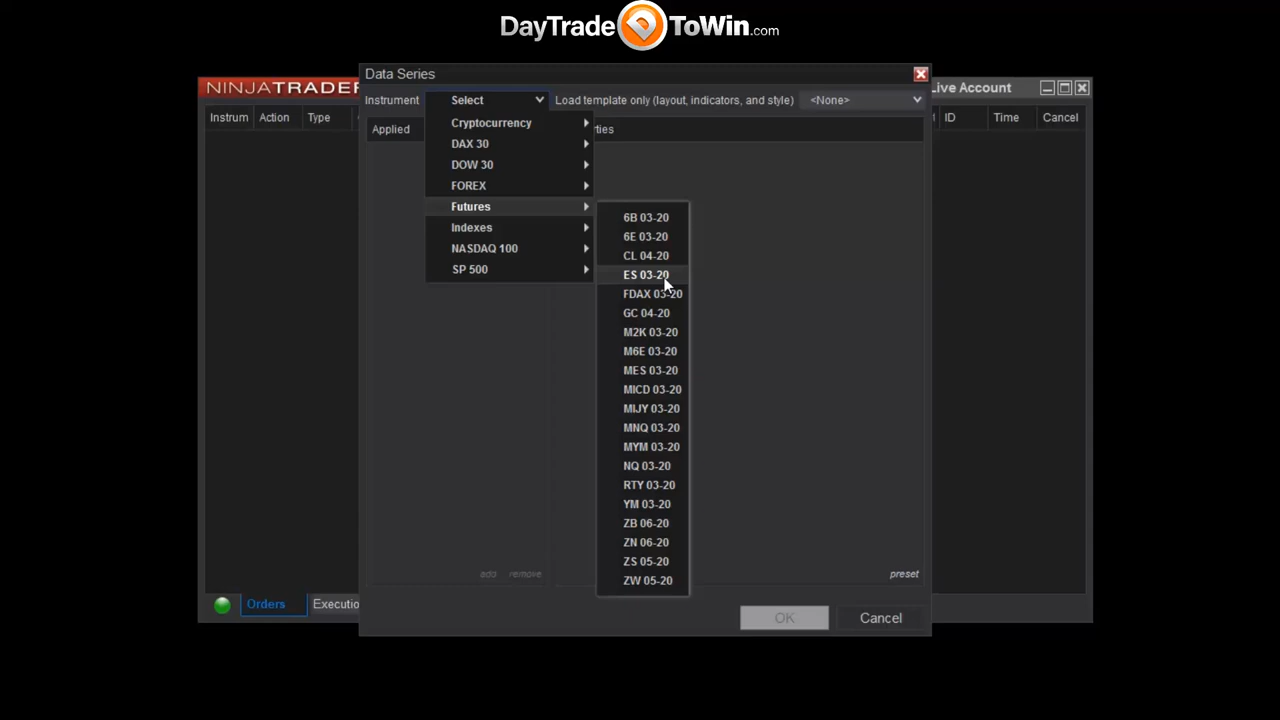 DayTrade D ToWin.com
Data Series
NINJATRADER
Live Account
Instrument Select Load template only (layout, indicators, and style) <None>
Instrum Action Type ID Time Cancel
Applied
Cryptocurrency
DAX 30
DOW 30
FOREX
Futures
Indexes
NASDAQ 100
SP 500
6B 03-20
6E 03-20
CL 04-20
ES 03-20
FDAX 03-20
GC 04-20
M2K 03-20
M6E 03-20
MES 03-20
MICD 03-20
MIJY 03-20
MNQ 03-20
MYM 03-20
NQ 03-20
RTY 03-20
YM 03-20
ZB 06-20
ZN 06-20
ZS 05-20
ZW 05-20
add remove
preset
Orders
OK Cancel